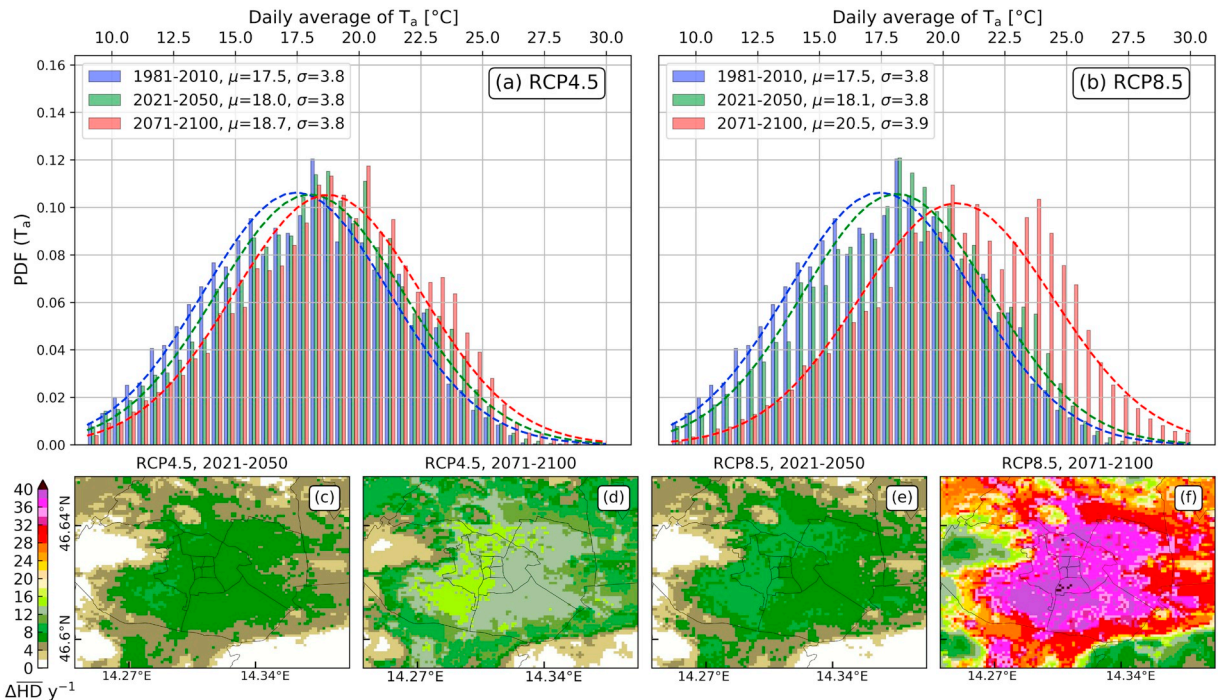 Daily average of Tₐ [°C]
10.0 12.5 15.0 17.5 20.0 22.5 25.0 27.5 30.0
0.16
0.14
0.12
0.10
0.08
0.06
0.04
0.02
0.00
PDF (Tₐ)
1981-2010, μ=17.5, σ=3.8
2021-2050, μ=18.0, σ=3.8
2071-2100, μ=18.7, σ=3.8
(a) RCP4.5
Daily average of Tₐ [°C]
10.0 12.5 15.0 17.5 20.0 22.5 25.0 27.5 30.0
1981-2010, μ=17.5, σ=3.8
2021-2050, μ=18.1, σ=3.8
2071-2100, μ=20.5, σ=3.9
(b) RCP8.5
RCP4.5, 2021-2050
RCP4.5, 2071-2100
RCP8.5, 2021-2050
RCP8.5, 2071-2100
(c)
(d)
(e)
(f)
40
36
32
28
24
20
16
12
8
4
0
46.64°N
46.6°N
14.27°E 14.34°E
14.27°E 14.34°E
14.27°E 14.34°E
14.27°E 14.34°E
ΔH̅D̅ y⁻¹